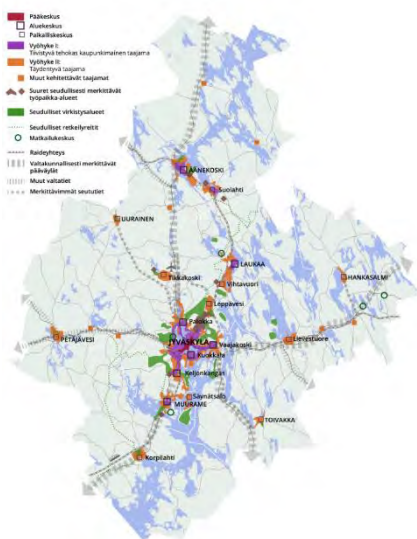 Pääkeskus
Aluekeskus
Paikalliskeskus
Vyöhyke I:
Tiivistyvä tehokas kaupunkimainen taajama
Vyöhyke II:
Täydentyvä taajama
Muut kehitettävät taajamat
Suuret seudullisesti merkittävät
työpaikka-alueet
Seudulliset virkistysalueet
Seudulliset retkeilyreitit
Matkailukeskus
Raideyhteys
Valtakunnallisesti merkittävät
pääväylät
Muut valtatiet
Merkittävimmät seututiet
ÄÄNEKOSKI
Suolahti
UURAINEN
LAUKAA
Tikkakoski
Vihtavuori
HANKASALMI
Leppävesi
Palokka
JYVÄSKYLÄ
Vaajakoski
Lievestuore
PETÄJÄVESI
Kuokkala
Keljonkangas
Säynätsalo
MUURAME
TOIVAKKA
Korpilahti